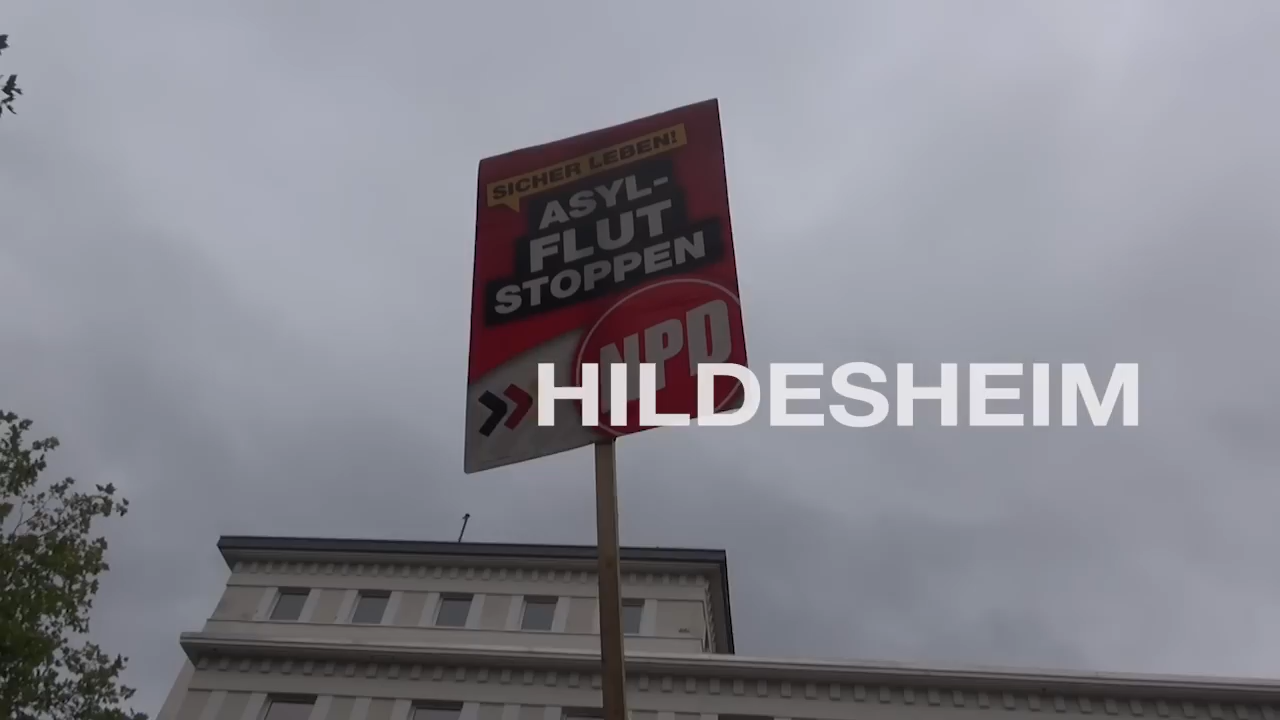 SICHER LEBEN!
ASYL-
FLUT
STOPPEN
NPD
HILDESHEIM